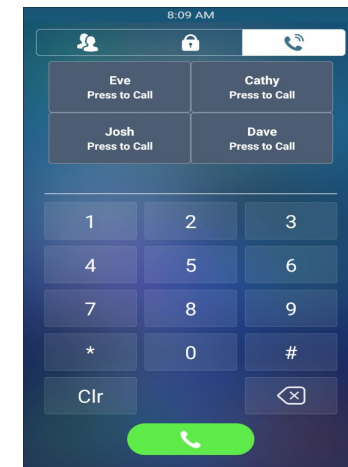 8:09 AM
Eve Cathy
Press to Call Press to Call
Josh Dave
Press to Call Press to Call
1 2 3
4 5 6
7 8 9
* 0 #
Clr